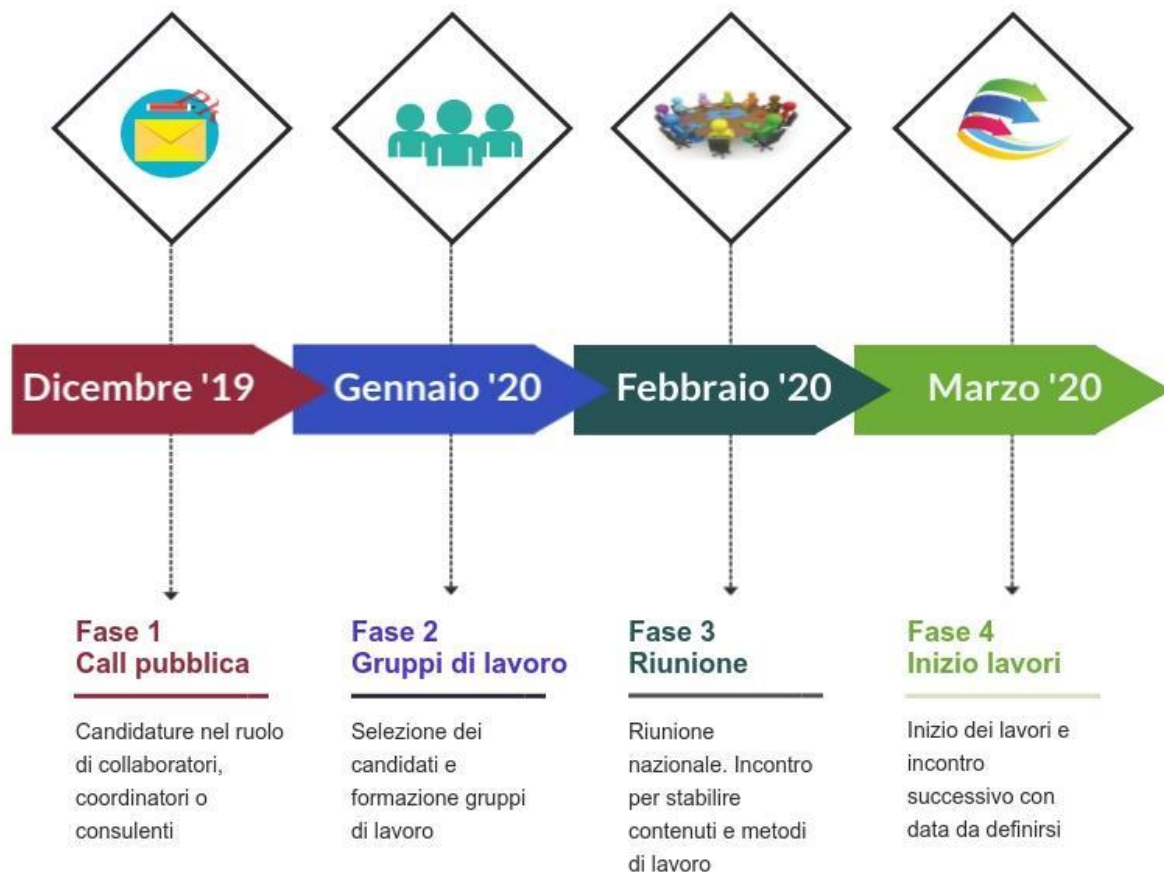 Dicembre '19
Gennaio '20
Febbraio '20
Marzo '20
Fase 1
Call pubblica
Candidature nel ruolo
di collaboratori,
coordinatori o
consulenti
Fase 2
Gruppi di lavoro
Selezione dei
candidati e
formazione gruppi
di lavoro
Fase 3
Riunione
Riunione
nazionale. Incontro
per stabilire
contenuti e metodi
di lavoro
Fase 4
Inizio lavori
Inizio dei lavori e
incontro
successivo con
data da definirsi